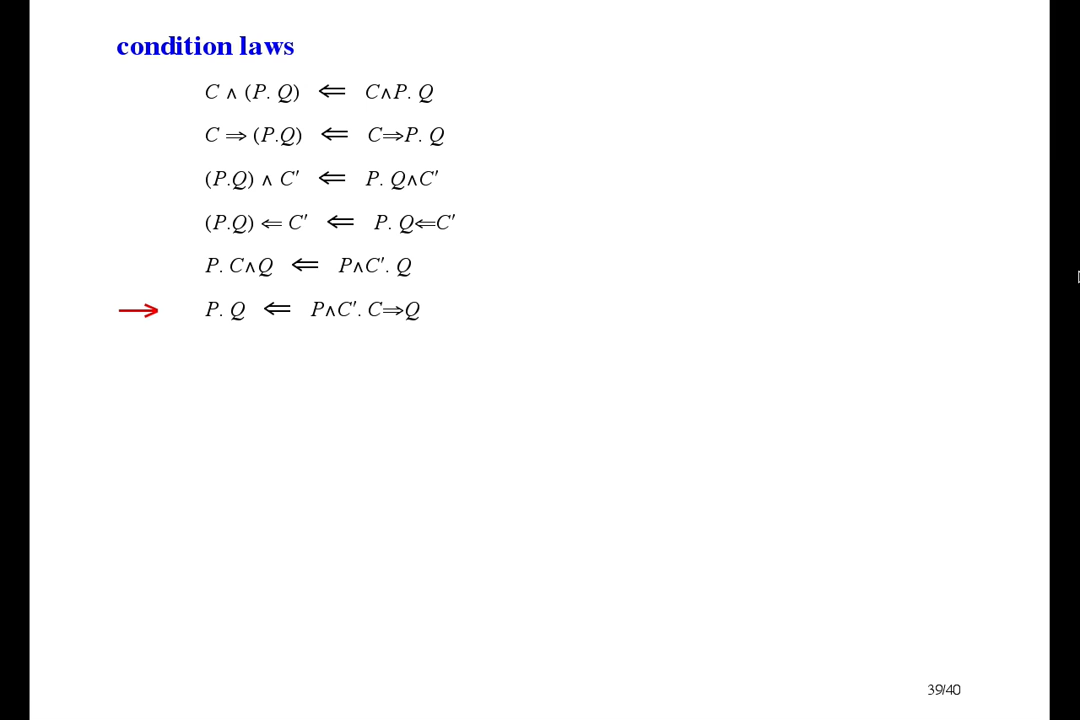 condition laws
C ∧ (P. Q) ⇐ C∧P. Q
C ⇒ (P.Q) ⇐ C⇒P. Q
(P.Q) ∧ C′ ⇐ P. Q∧C′
(P.Q) ⇐ C′ ⇐ P. Q⇐C′
P. C∧Q ⇐ P∧C′. Q
P. Q ⇐ P∧C′. C⇒Q
39/40